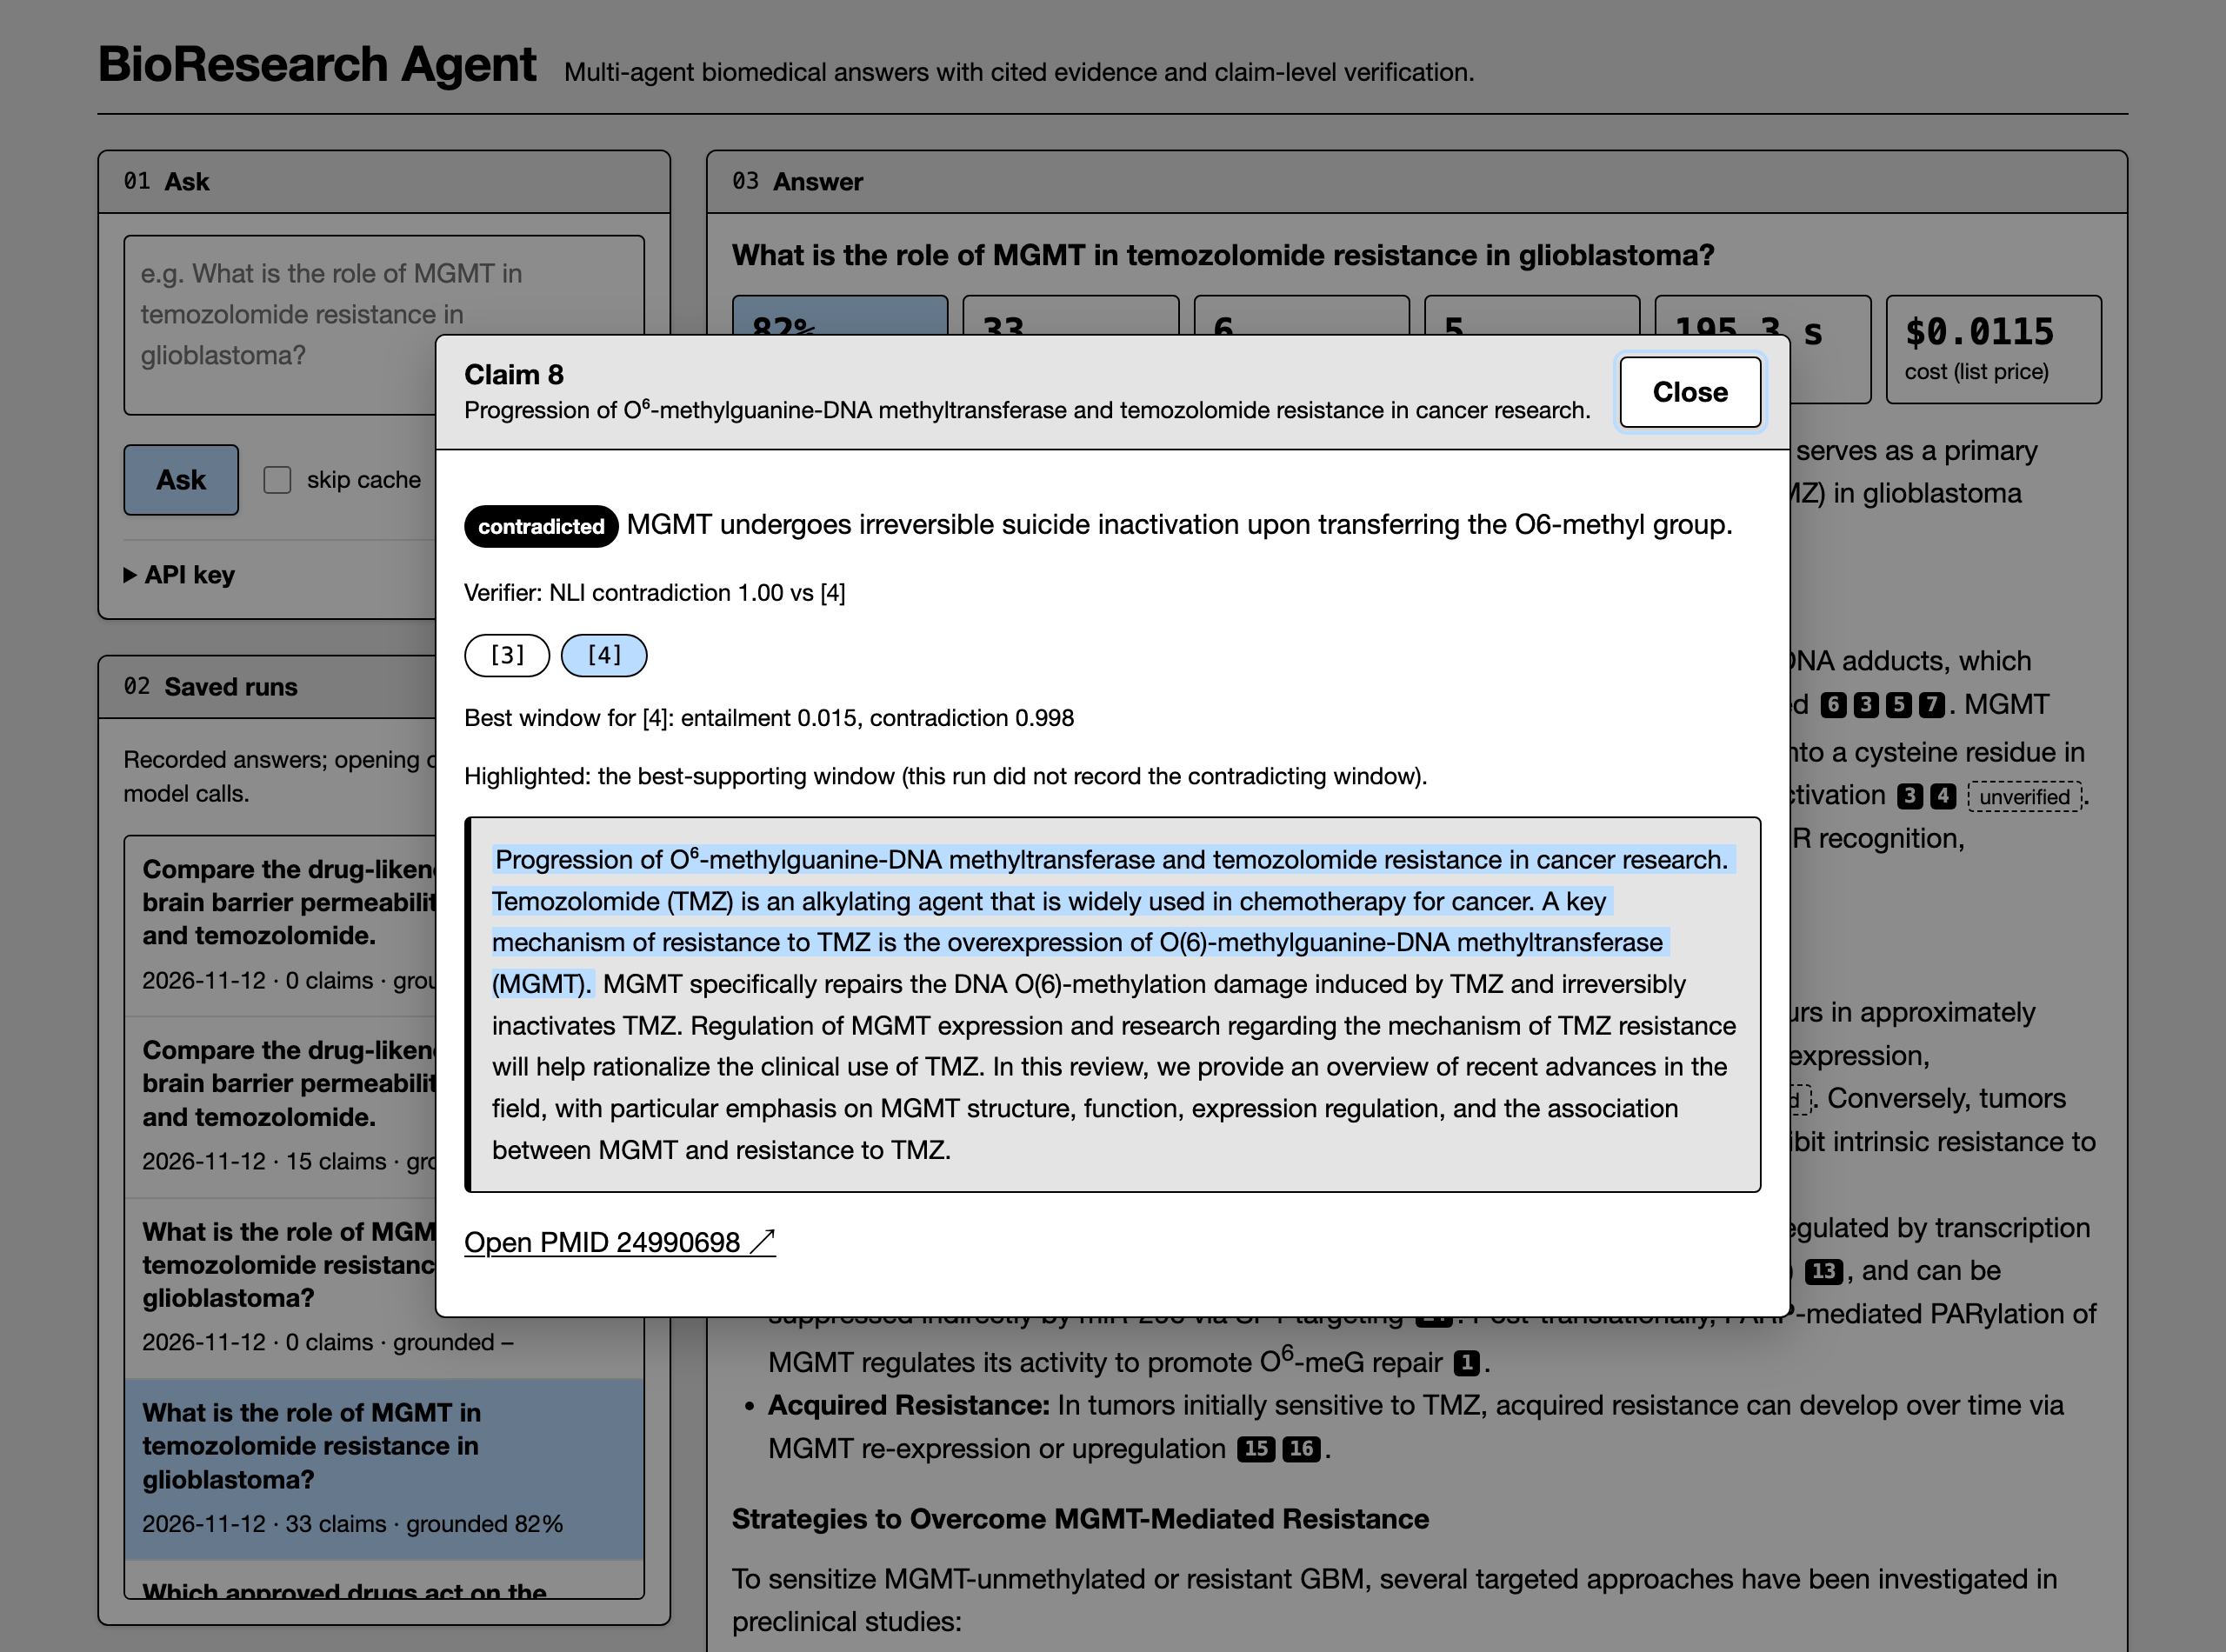 BioResearch Agent Multi-agent biomedical answers with cited evidence and claim-level verification.
01 Ask
e.g. What is the role of MGMT in
temozolomide resistance in
glioblastoma?
Ask skip cache
▶ API key
02 Saved runs
Recorded answers; opening
model calls.
Compare the drug-liken
brain barrier permeabilit
and temozolomide.
2026-11-12 · 0 claims · grou
Compare the drug-liken
brain barrier permeabilit
and temozolomide.
2026-11-12 · 15 claims · gro
What is the role of MGM
temozolomide resistanc
glioblastoma?
2026-11-12 · 0 claims · grounded –
What is the role of MGMT in
temozolomide resistance in
glioblastoma?
2026-11-12 · 33 claims · grounded 82%
Which approved drugs act on the
03 Answer
What is the role of MGMT in temozolomide resistance in glioblastoma?
82% 33 6 5 195.3 s $0.0115
cost (list price)
Claim 8
Progression of O⁶-methylguanine-DNA methyltransferase and temozolomide resistance in cancer research.
Close
contradicted MGMT undergoes irreversible suicide inactivation upon transferring the O6-methyl group.
Verifier: NLI contradiction 1.00 vs [4]
[3] [4]
Best window for [4]: entailment 0.015, contradiction 0.998
Highlighted: the best-supporting window (this run did not record the contradicting window).
Progression of O⁶-methylguanine-DNA methyltransferase and temozolomide resistance in cancer research.
Temozolomide (TMZ) is an alkylating agent that is widely used in chemotherapy for cancer. A key
mechanism of resistance to TMZ is the overexpression of O(6)-methylguanine-DNA methyltransferase
(MGMT). MGMT specifically repairs the DNA O(6)-methylation damage induced by TMZ and irreversibly
inactivates TMZ. Regulation of MGMT expression and research regarding the mechanism of TMZ resistance
will help rationalize the clinical use of TMZ. In this review, we provide an overview of recent advances in the
field, with particular emphasis on MGMT structure, function, expression regulation, and the association
between MGMT and resistance to TMZ.
Open PMID 24990698 ↗
serves as a primary
MZ) in glioblastoma
DNA adducts, which
d 6 3 5 7. MGMT
nto a cysteine residue in
ctivation 3 4 unverified.
R recognition,
urs in approximately
expression,
d. Conversely, tumors
ibit intrinsic resistance to
egulated by transcription
) 13, and can be
suppressed indirectly by miR-296 via SP1 targeting 14. Post-translationally, PARP-mediated PARylation of
MGMT regulates its activity to promote O⁶-meG repair 1.
• Acquired Resistance: In tumors initially sensitive to TMZ, acquired resistance can develop over time via
MGMT re-expression or upregulation 15 16.
Strategies to Overcome MGMT-Mediated Resistance
To sensitize MGMT-unmethylated or resistant GBM, several targeted approaches have been investigated in
preclinical studies: